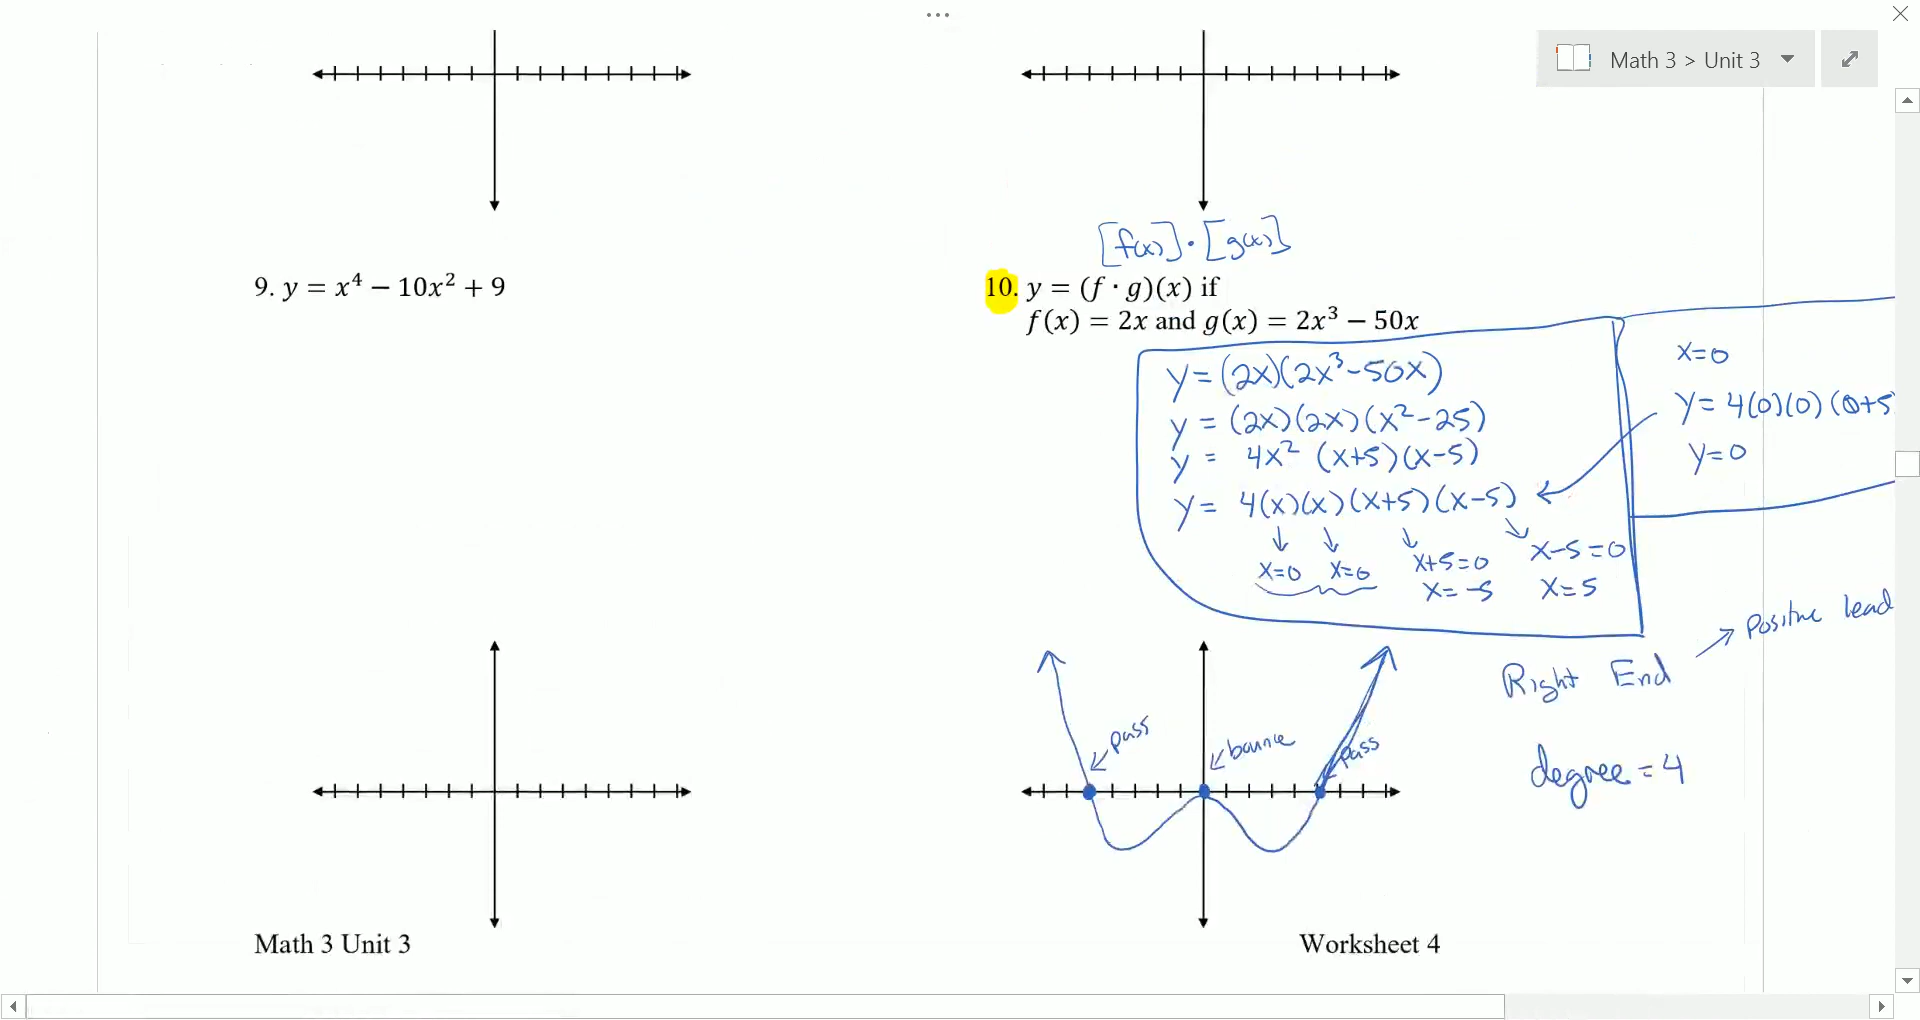 Math 3 > Unit 3
[f(x)] · [g(x)]
9. y = x⁴ − 10x² + 9
10. y = (f · g)(x) if
f(x) = 2x and g(x) = 2x³ − 50x
y = (2x)(2x³-50x)
y = (2x)(2x)(x²-25)
y = 4x² (x+5)(x-5)
y = 4(x)(x)(x+5)(x-5)
x=0 x=0 x+5=0 x-5=0
x=-5 x=5
x=0
y= 4(0)(0)(0+5
y=0
Positive lead
Right End
degree = 4
pass
bounce
pass
Math 3 Unit 3
Worksheet 4